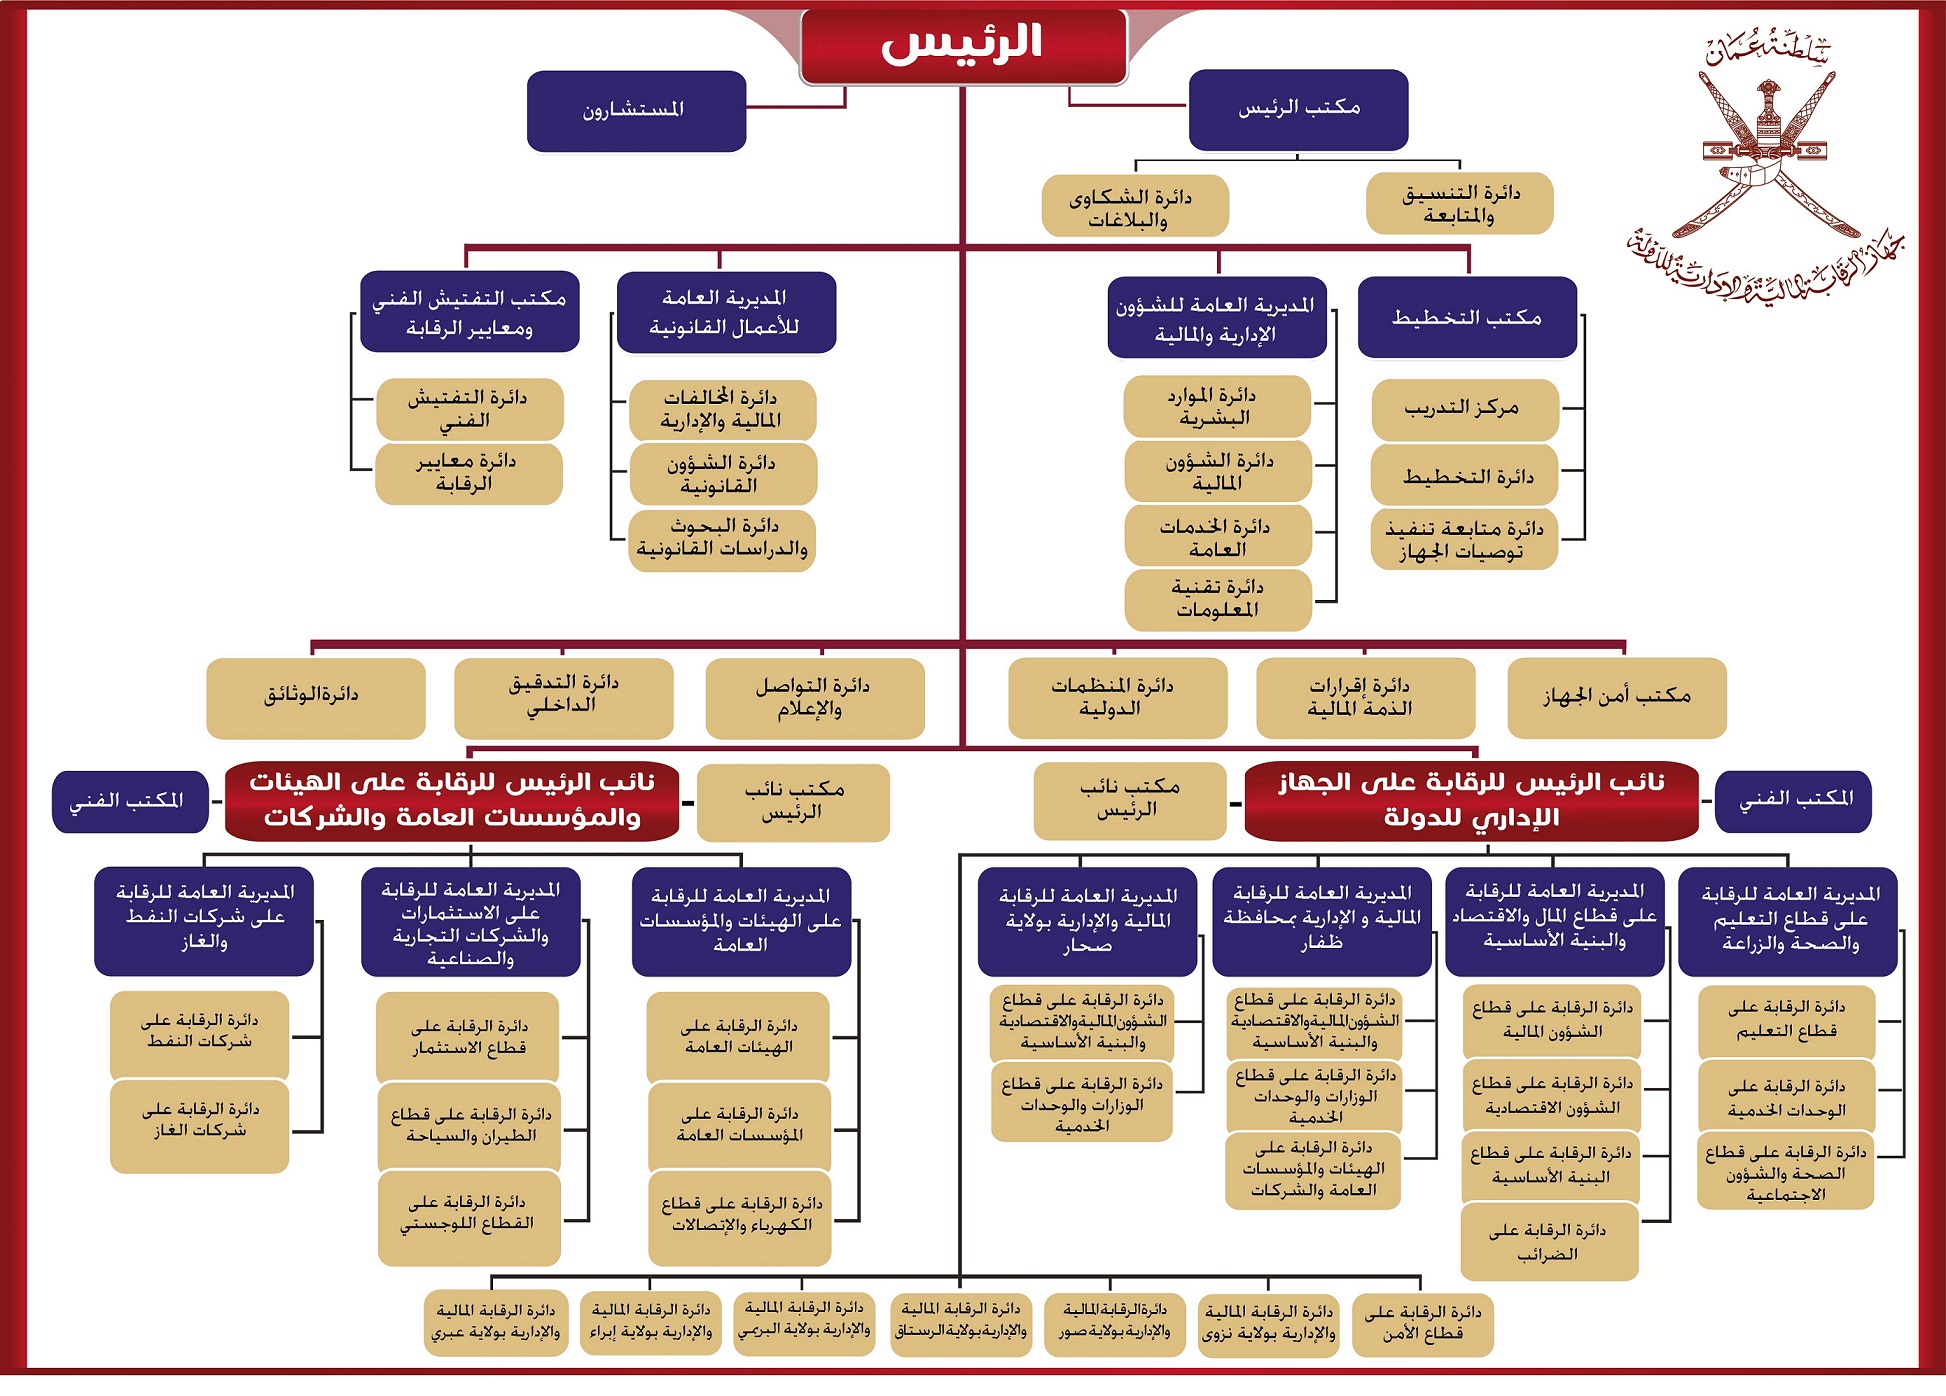 الرئيس
سلطنة عُمان
جهاز الرقابة المالية والإدارية للدولة
مكتب الرئيس
المستشارون
دائرة التنسيق
والمتابعة
دائرة الشكاوى
والبلاغات
مكتب التخطيط
مركز التدريب
دائرة التخطيط
دائرة متابعة تنفيذ
توصيات الجهاز
المديرية العامة للشؤون
الإدارية والمالية
دائرة الموارد
البشرية
دائرة الشؤون
المالية
دائرة الخدمات
العامة
دائرة تقنية
المعلومات
المديرية العامة
للأعمال القانونية
دائرة المخالفات
المالية والإدارية
دائرة الشؤون
القانونية
دائرة البحوث
والدراسات القانونية
مكتب التفتيش الفني
ومعايير الرقابة
دائرة التفتيش
الفني
دائرة معايير
الرقابة
مكتب أمن الجهاز
دائرة إقرارات
الذمة المالية
دائرة المنظمات
الدولية
دائرة التواصل
والإعلام
دائرة التدقيق
الداخلي
دائرة الوثائق
المكتب الفني
نائب الرئيس للرقابة على الجهاز
الإداري للدولة
مكتب نائب
الرئيس
مكتب نائب
الرئيس
نائب الرئيس للرقابة على الهيئات
والمؤسسات العامة والشركات
المكتب الفني
المديرية العامة للرقابة
على قطاع التعليم
والصحة والزراعة
دائرة الرقابة على
قطاع التعليم
دائرة الرقابة على
الوحدات الخدمية
دائرة الرقابة على قطاع
الصحة والشؤون
الاجتماعية
المديرية العامة للرقابة
على قطاع المال والاقتصاد
والبنية الأساسية
دائرة الرقابة على قطاع
الشؤون المالية
دائرة الرقابة على قطاع
الشؤون الاقتصادية
دائرة الرقابة على قطاع
البنية الأساسية
دائرة الرقابة على
الضرائب
المديرية العامة للرقابة
المالية و الإدارية بمحافظة
ظفار
دائرة الرقابة على قطاع
الشؤون المالية والاقتصادية
والبنية الأساسية
دائرة الرقابة على قطاع
الوزارات والوحدات
الخدمية
دائرة الرقابة على
الهيئات والمؤسسات
العامة والشركات
المديرية العامة للرقابة
المالية والإدارية بولاية
صحار
دائرة الرقابة على قطاع
الشؤون المالية والاقتصادية
والبنية الأساسية
دائرة الرقابة على قطاع
الوزارات والوحدات
الخدمية
المديرية العامة للرقابة
على الهيئات والمؤسسات
العامة
دائرة الرقابة على
الهيئات العامة
دائرة الرقابة على
المؤسسات العامة
دائرة الرقابة على قطاع
الكهرباء والإتصالات
المديرية العامة للرقابة
على الاستثمارات
والشركات التجارية
والصناعية
دائرة الرقابة على
قطاع الاستثمار
دائرة الرقابة على قطاع
الطيران والسياحة
دائرة الرقابة على
القطاع اللوجستي
المديرية العامة للرقابة
على شركات النفط
والغاز
دائرة الرقابة على
شركات النفط
دائرة الرقابة على
شركات الغاز
دائرة الرقابة على
قطاع الأمن
دائرة الرقابة المالية
والإدارية بولاية نزوى
دائرة الرقابة المالية
والإدارية بولاية صور
دائرة الرقابة المالية
والإدارية بولاية الرستاق
دائرة الرقابة المالية
والإدارية بولاية البرمي
دائرة الرقابة المالية
والإدارية بولاية إبراء
دائرة الرقابة المالية
والإدارية بولاية عبري